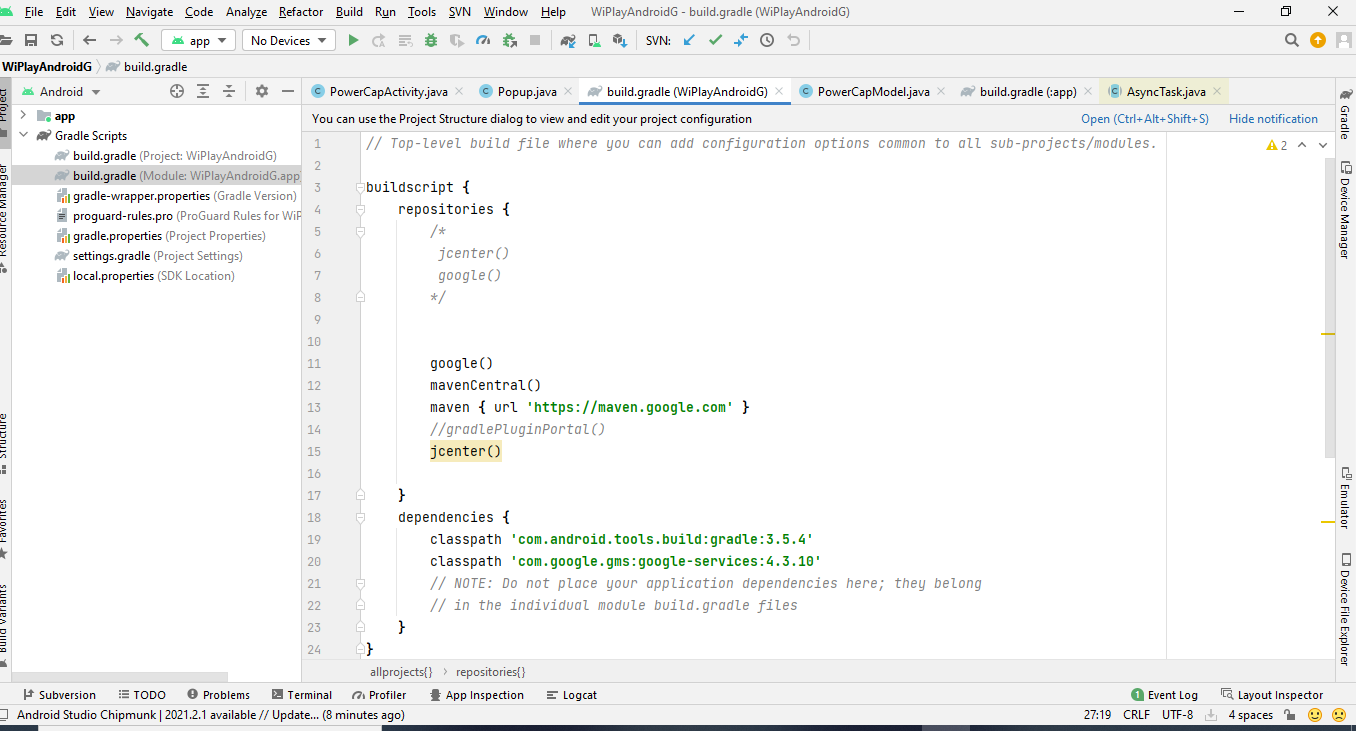 File Edit View Navigate Code Analyze Refactor Build Run Tools SVN Window Help WiPlayAndroidG - build.gradle (WiPlayAndroidG)
app No Devices SVN:
WiPlayAndroidG build.gradle
Android
PowerCapActivity.java Popup.java build.gradle (WiPlayAndroidG) PowerCapModel.java build.gradle (:app) AsyncTask.java
You can use the Project Structure dialog to view and edit your project configuration Open (Ctrl+Alt+Shift+S) Hide notification
Project
Resource Manager
Structure
Favorites
Build Variants
app
Gradle Scripts
build.gradle (Project: WiPlayAndroidG)
build.gradle (Module: WiPlayAndroidG.app
gradle-wrapper.properties (Gradle Version)
proguard-rules.pro (ProGuard Rules for WiP
gradle.properties (Project Properties)
settings.gradle (Project Settings)
local.properties (SDK Location)
1 // Top-level build file where you can add configuration options common to all sub-projects/modules.
2
3 buildscript {
4 repositories {
5 /*
6 jcenter()
7 google()
8 */
9
10
11 google()
12 mavenCentral()
13 maven { url 'https://maven.google.com' }
14 //gradlePluginPortal()
15 jcenter()
16
17 }
18 dependencies {
19 classpath 'com.android.tools.build:gradle:3.5.4'
20 classpath 'com.google.gms:google-services:4.3.10'
21 // NOTE: Do not place your application dependencies here; they belong
22 // in the individual module build.gradle files
23 }
24 }
2
Gradle
Device Manager
Emulator
Device File Explorer
allprojects{} repositories{}
Subversion TODO Problems Terminal Profiler App Inspection Logcat 1 Event Log Layout Inspector
Android Studio Chipmunk | 2021.2.1 available // Update... (8 minutes ago) 27:19 CRLF UTF-8 4 spaces